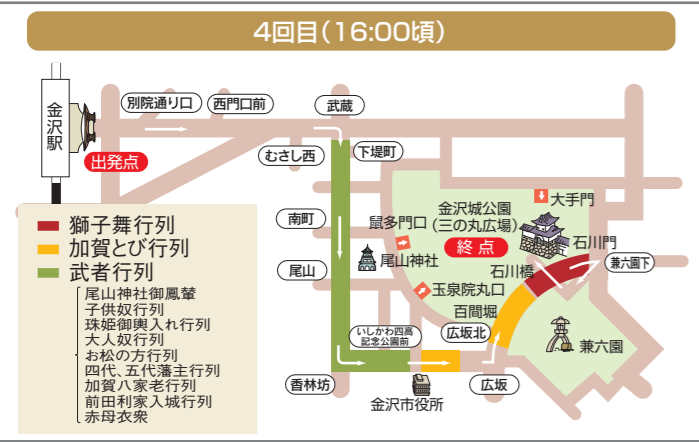 4回目（16:00頃）
金沢駅
出発点
別院通り口
西門口前
武蔵
むさし西
下堤町
南町
尾山
香林坊
いしかわ四高
記念公園前
金沢市役所
広坂
広坂北
百間堀
石川橋
石川門
兼六園下
兼六園
大手門
金沢城公園
（三の丸広場）
終点
鼠多門口
尾山神社
玉泉院丸口
獅子舞行列
加賀とび行列
武者行列
尾山神社御鳳輦
子供奴行列
珠姫御輿入れ行列
大人奴行列
お松の方行列
四代、五代藩主行列
加賀八家老行列
前田利家入城行列
赤母衣衆